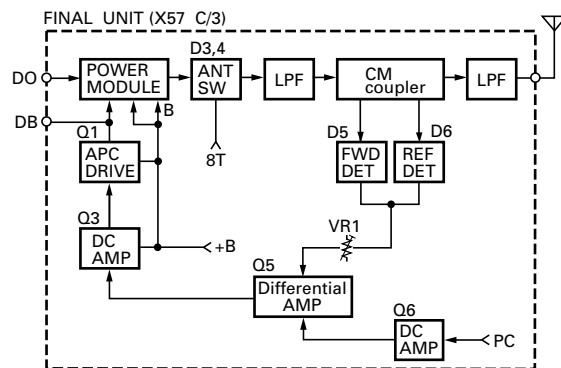 FINAL UNIT (X57 C/3)
D3,4
DO
POWER
MODULE
ANT
SW
LPF
CM
coupler
LPF
B
DB
Q1
8T
D5
D6
APC
DRIVE
FWD
DET
REF
DET
Q3
VR1
DC
AMP
+B
Q5
Differential
AMP
Q6
DC
AMP
PC